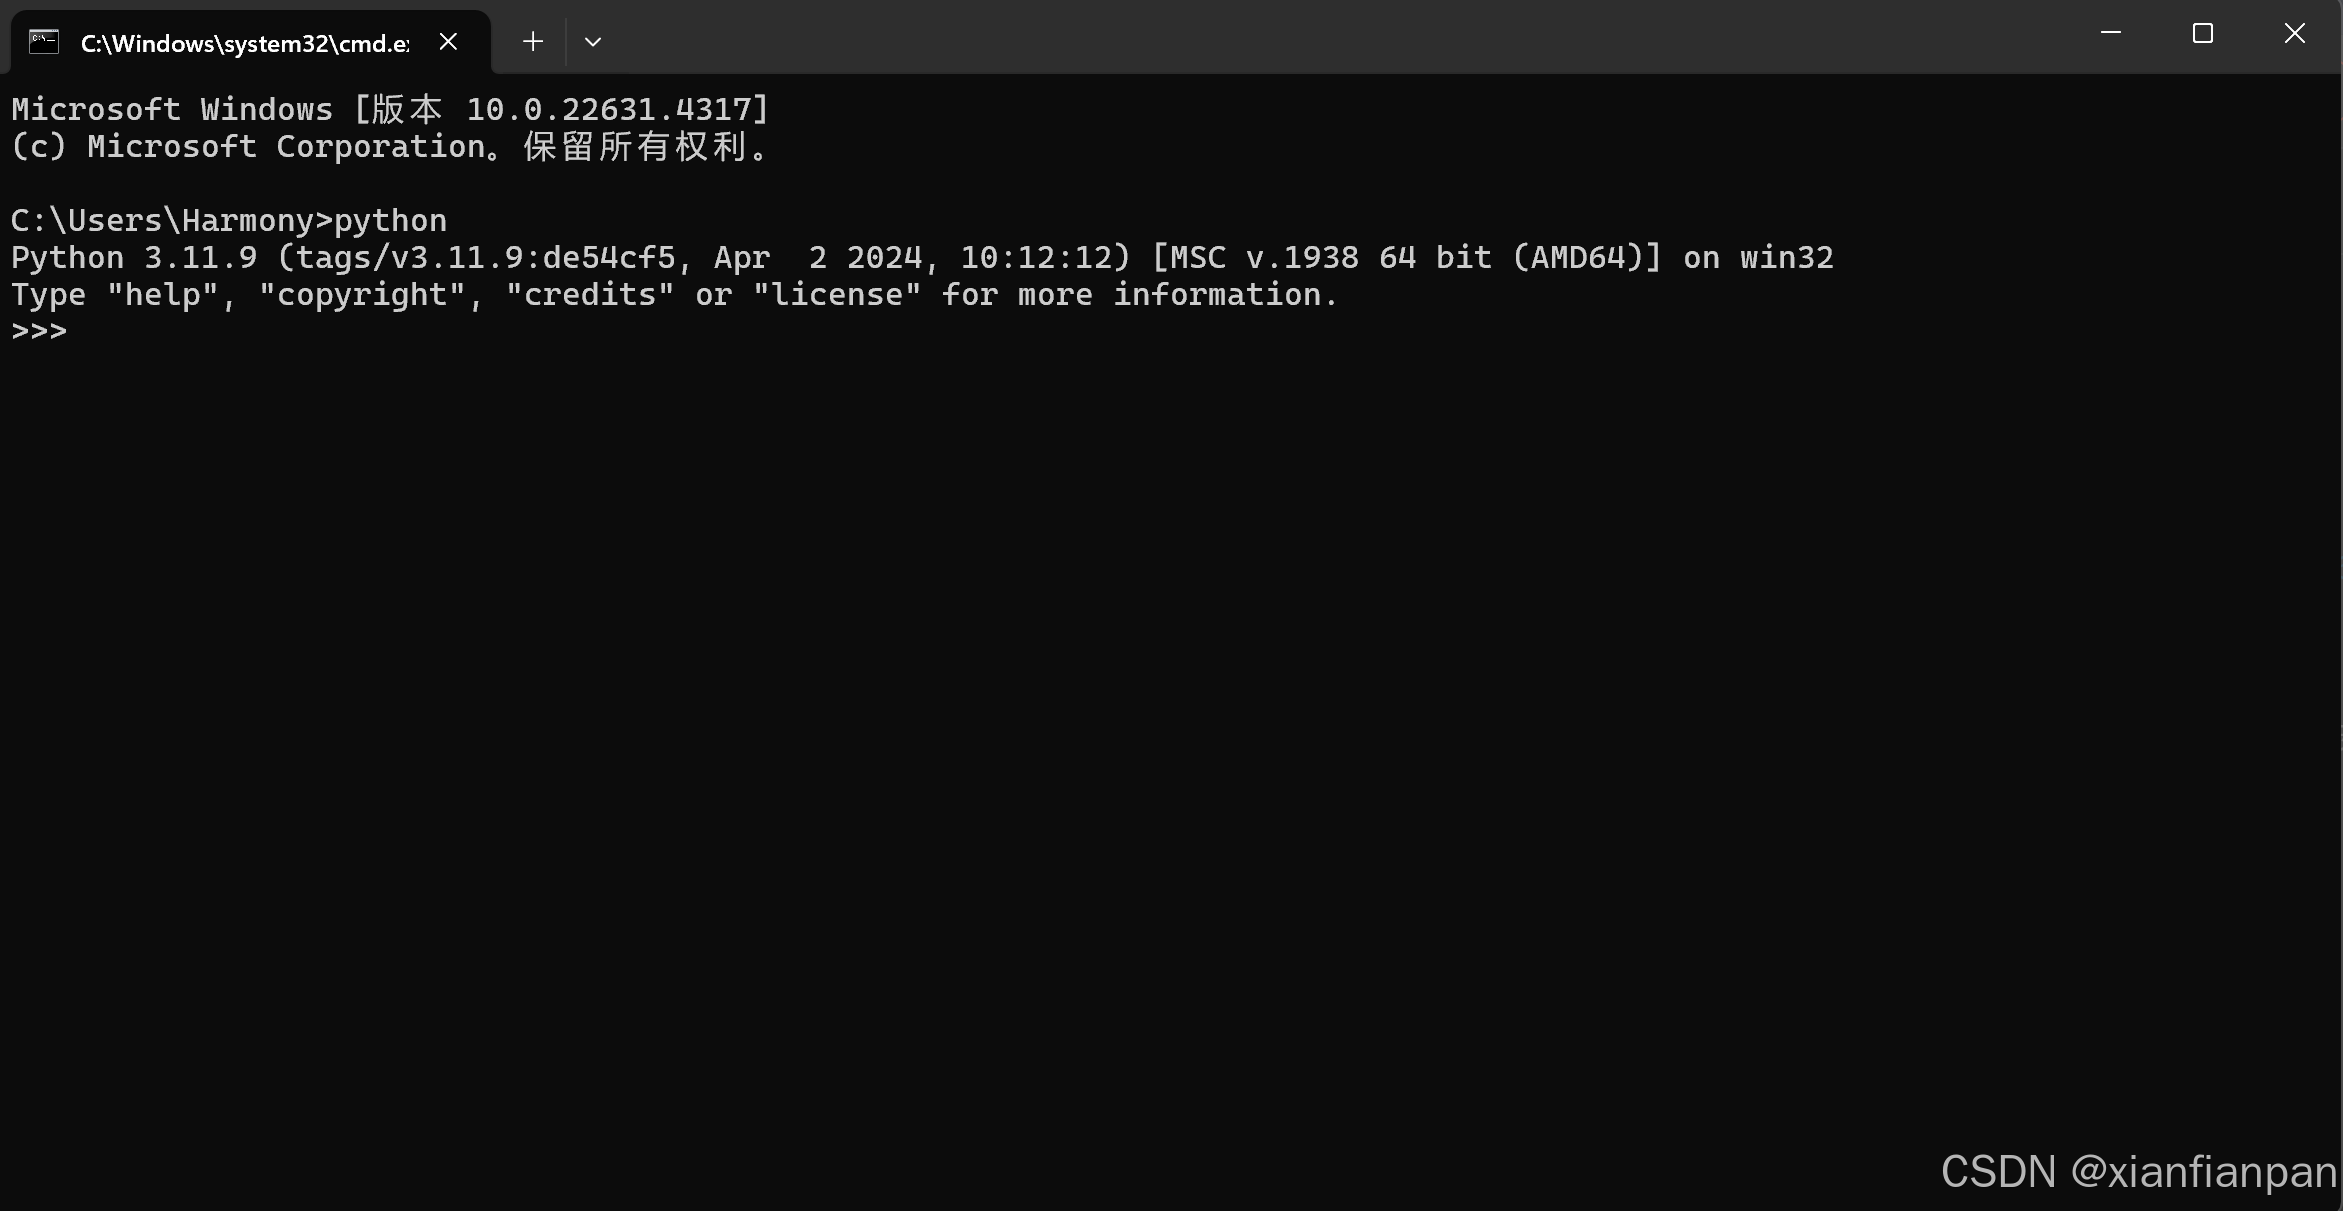 C:\Windows\system32\cmd.e
Microsoft Windows [版本 10.0.22631.4317]
(c) Microsoft Corporation。保留所有权利。
C:\Users\Harmony>python
Python 3.11.9 (tags/v3.11.9:de54cf5, Apr  2 2024, 10:12:12) [MSC v.1938 64 bit (AMD64)] on win32
Type "help", "copyright", "credits" or "license" for more information.
>>>
CSDN @xianfianpan